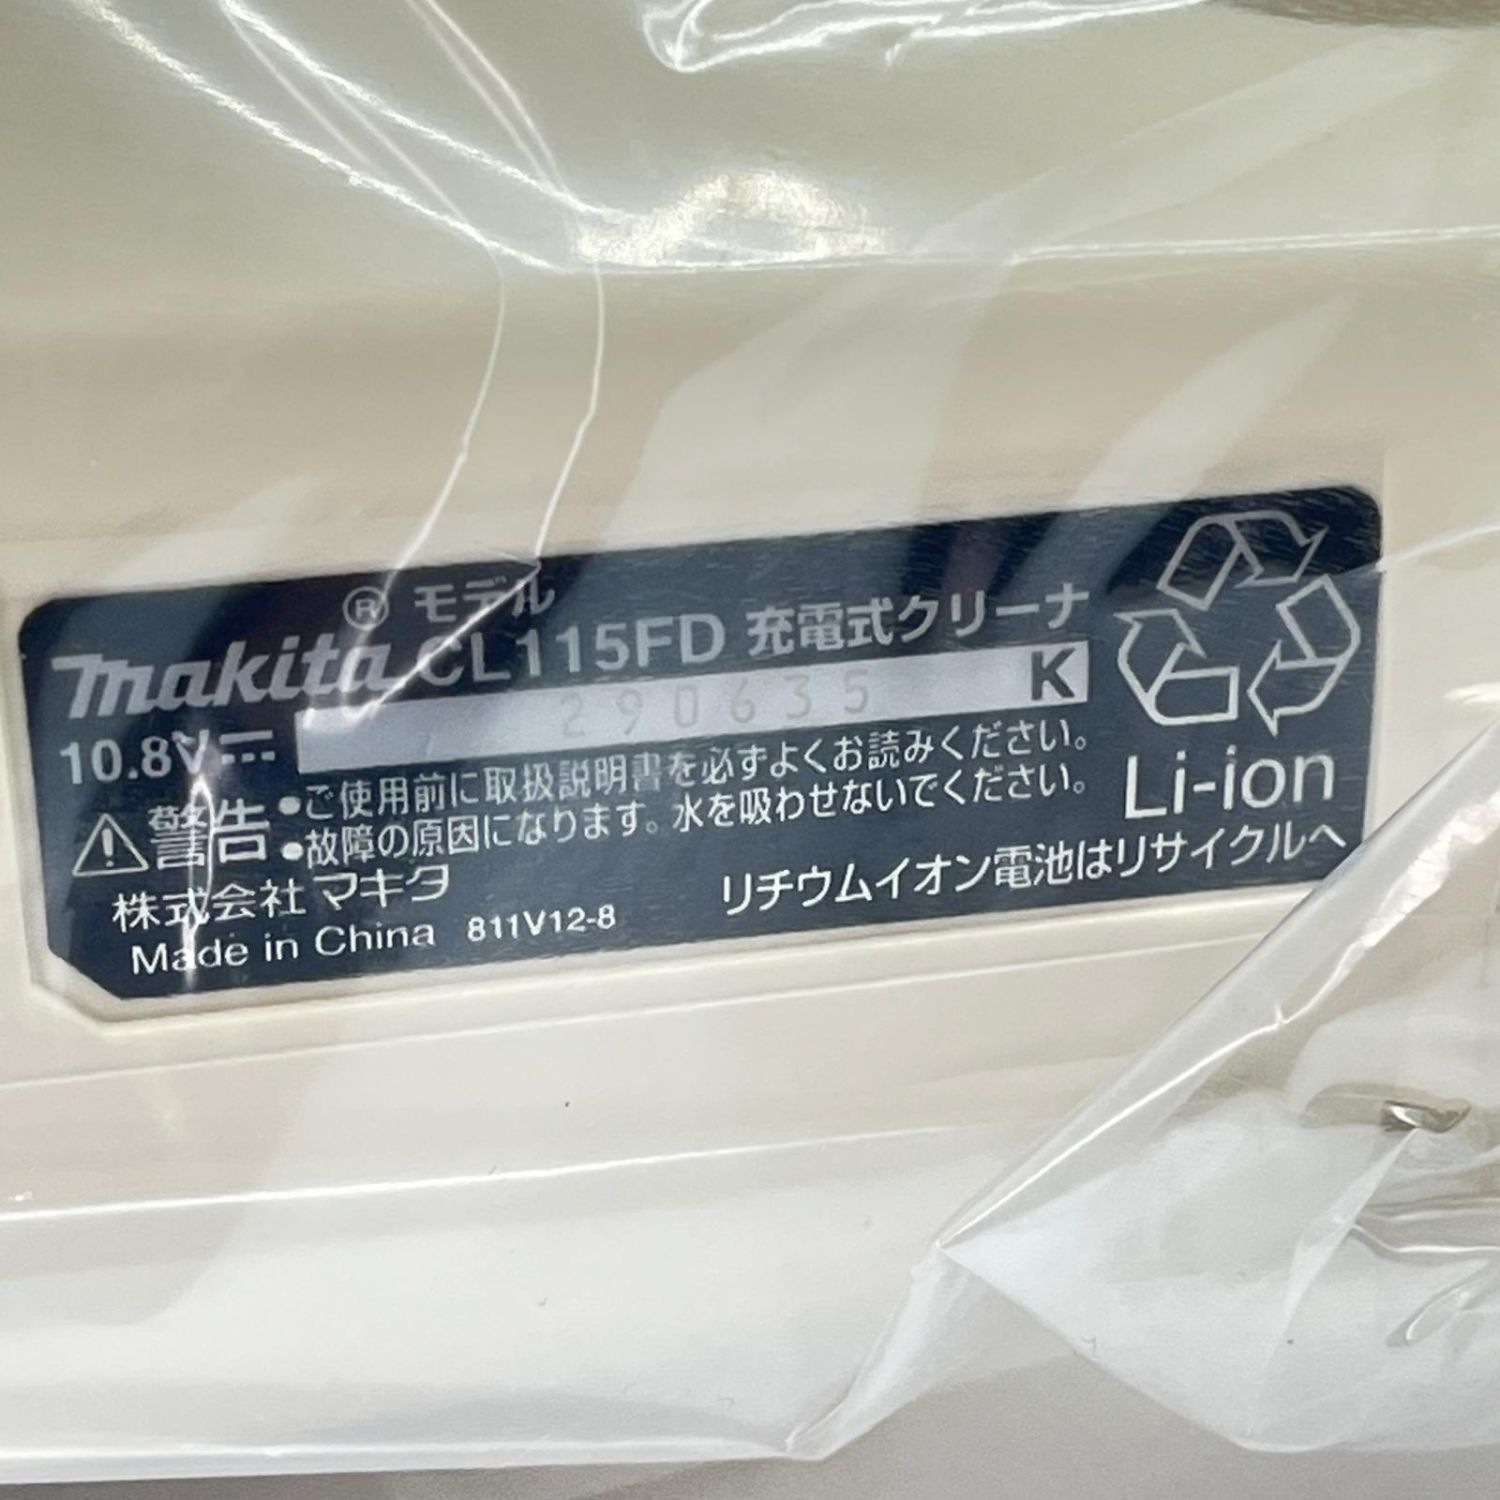 ® モデル
makita CL115FD 充電式クリーナ
10.8V 290635 K
警告 ●ご使用前に取扱説明書を必ずよくお読みください。
●故障の原因になります。水を吸わせないでください。
株式会社 マキタ
Made in China 811V12-8
Li-ion
リチウムイオン電池はリサイクルへ